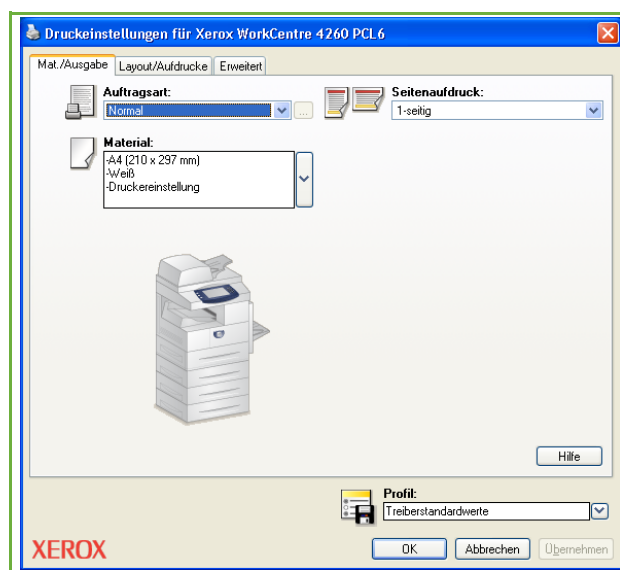 Druckeinstellungen für Xerox WorkCentre 4260 PCL6
Mat./Ausgabe Layout/Aufdrucke Erweitert
Auftragsart:
Normal
...
Seitenaufdruck:
1-seitig
Material:
-A4 (210 x 297 mm)
-Weiß
-Druckereinstellung
Hilfe
Profil:
Treiberstandardwerte
XEROX
OK Abbrechen Übernehmen